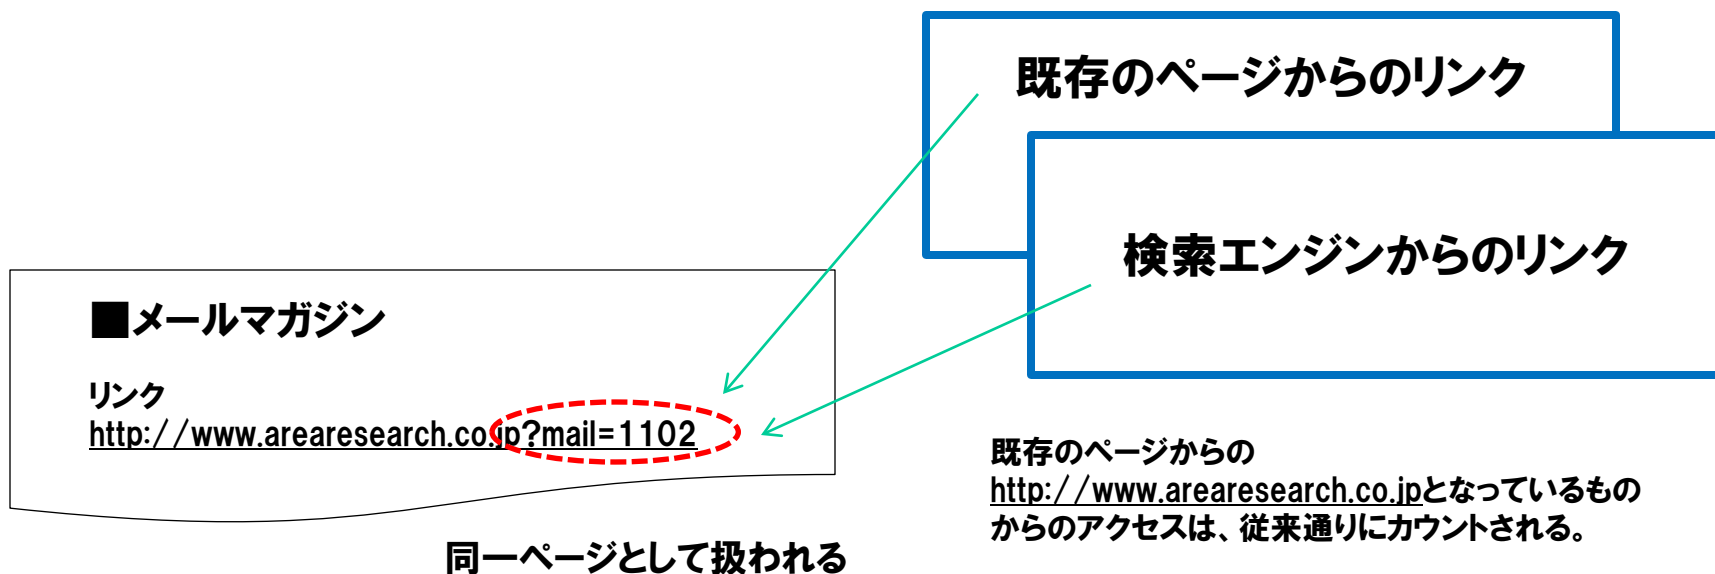 既存のページからのリンク
検索エンジンからのリンク
■メールマガジン
リンク
http://www.arearesearch.co.jp?mail=1102
既存のページからの
http://www.arearesearch.co.jpとなっているもの
からのアクセスは、従来通りにカウントされる。
同一ページとして扱われる